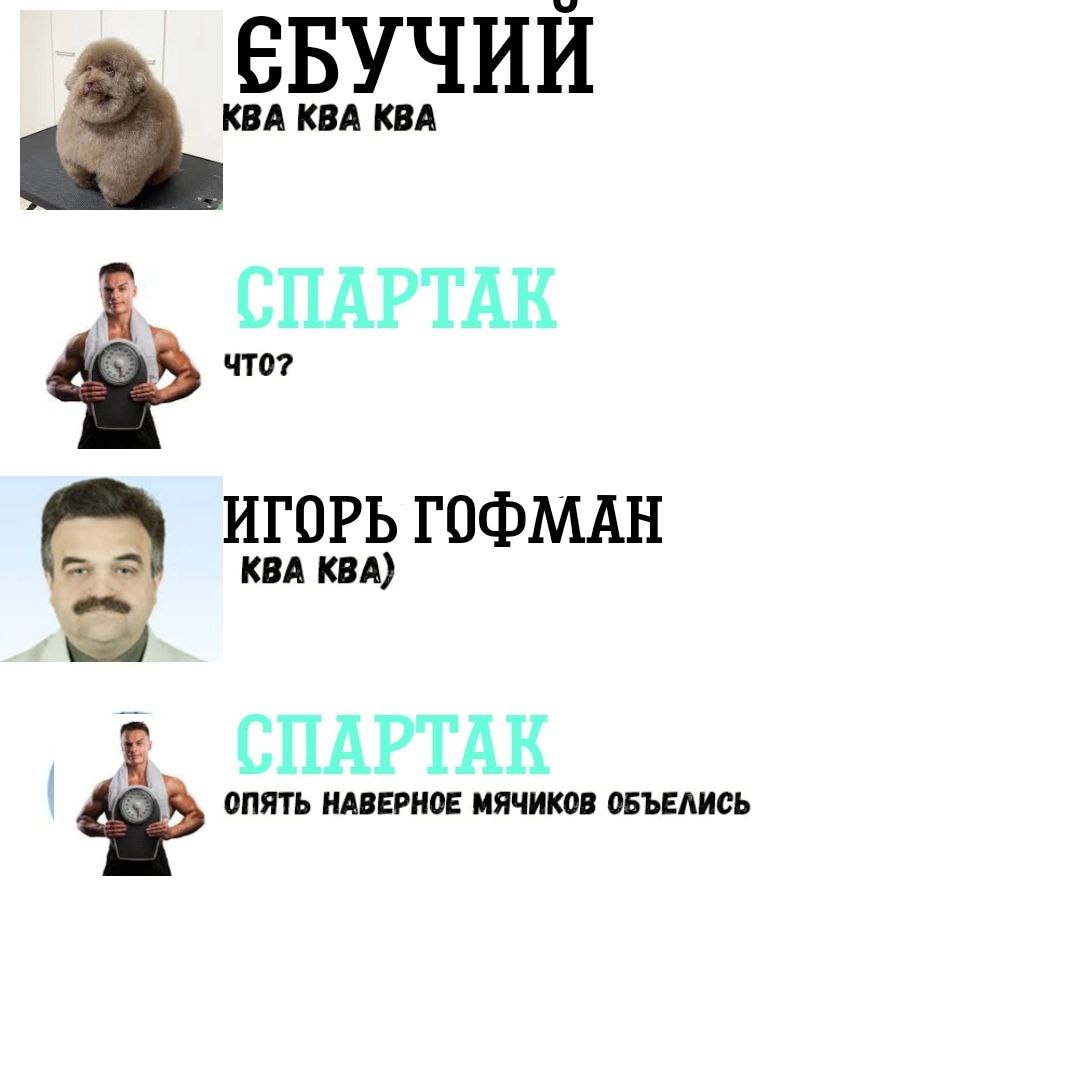 ЄБУЧИЙ
КВА КВА КВА
СПАРТАК
ЧТО?
ИГОРЬ ГОФМАН
КВА КВА)
СПАРТАК
ОПЯТЬ НАВЕРНОЕ МЯЧИКОВ ОБЪЕЛИСЬ